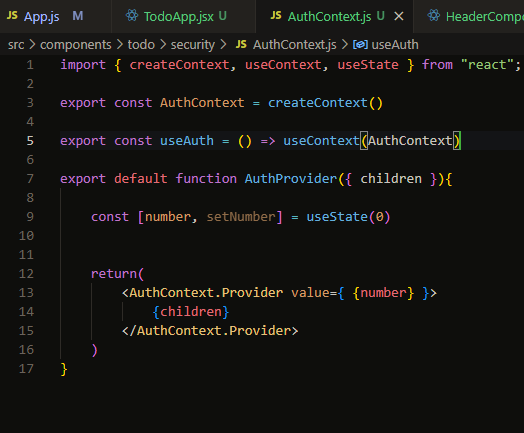 JS App.js M TodoApp.jsx U JS AuthContext.js U × HeaderCompo
src > components > todo > security > JS AuthContext.js > useAuth
1 import { createContext, useContext, useState } from "react";
2
3 export const AuthContext = createContext()
4
5 export const useAuth = () => useContext(AuthContext)
6
7 export default function AuthProvider({ children }){
8
9 const [number, setNumber] = useState(0)
10
11
12 return(
13 <AuthContext.Provider value={ {number} }>
14 {children}
15 </AuthContext.Provider>
16 )
17 }